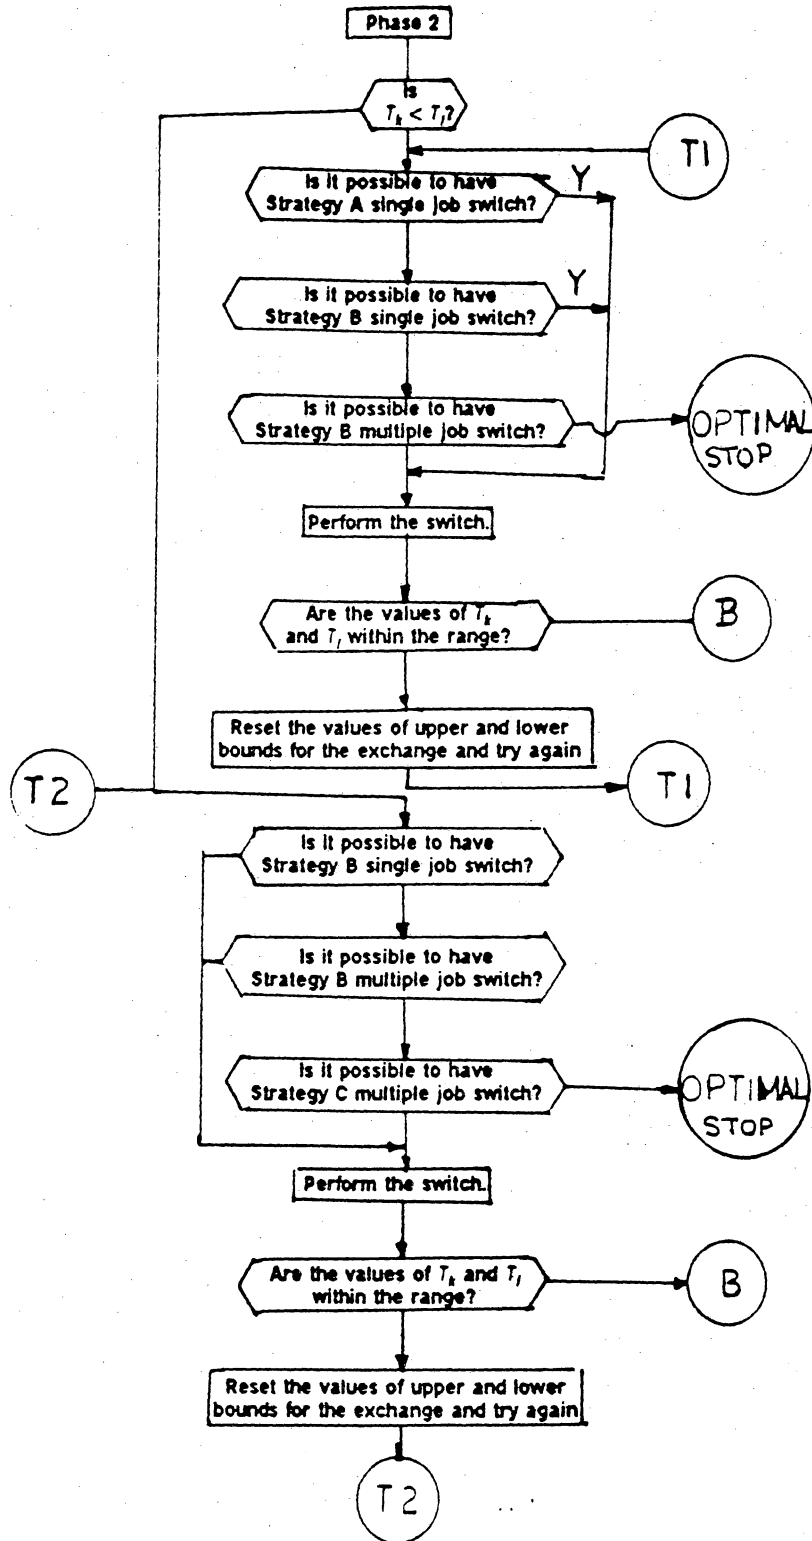 Phase 2
Is
T_k < T_l?
T1
Is it possible to have
Strategy A single job switch?
Y
Is it possible to have
Strategy B single job switch?
Y
Is it possible to have
Strategy B multiple job switch?
OPTIMAL
STOP
Perform the switch.
Are the values of T_k
and T_l within the range?
B
Reset the values of upper and lower
bounds for the exchange and try again
T2
T1
Is it possible to have
Strategy B single job switch?
Is it possible to have
Strategy B multiple job switch?
Is it possible to have
Strategy C multiple job switch?
OPTIMAL
STOP
Perform the switch.
Are the values of T_k and T_l
within the range?
B
Reset the values of upper and lower
bounds for the exchange and try again
T2